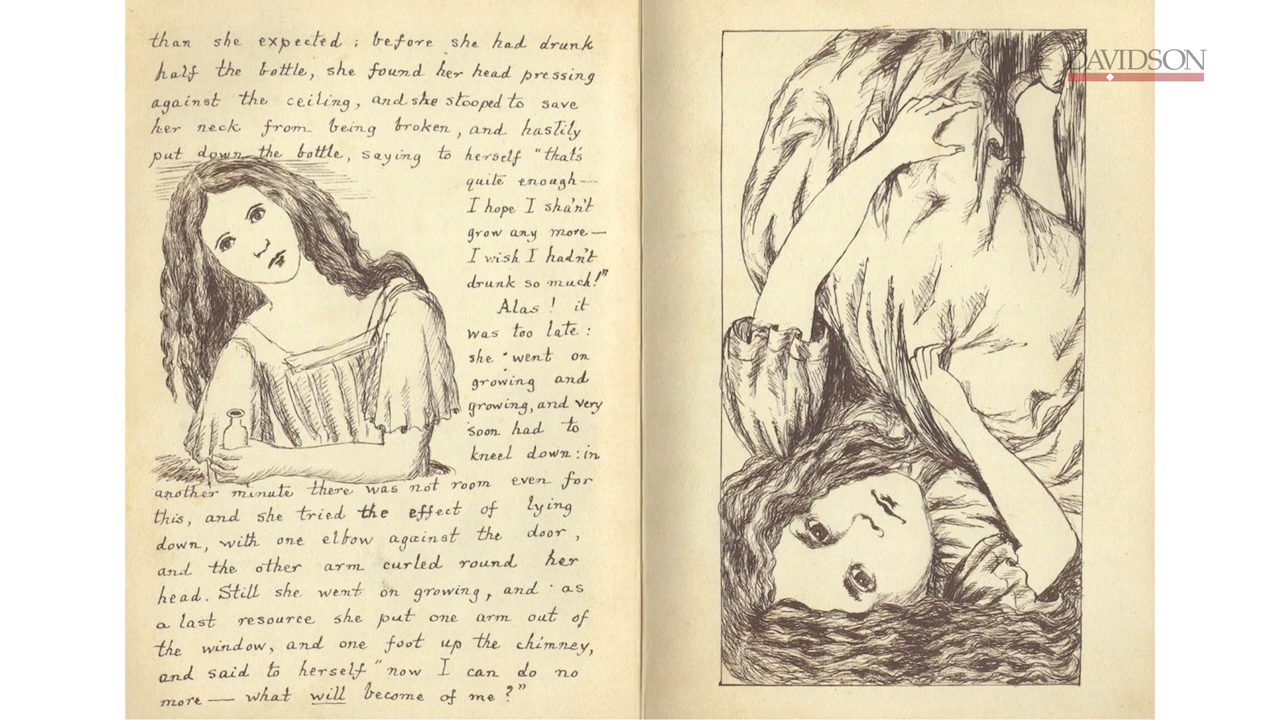 than she expected; before she had drunk
half the bottle, she found her head pressing
against the ceiling, and she stooped to save
her neck from being broken, and hastily
put down the bottle, saying to herself "that's
quite enough—
I hope I sha'n't
grow any more—
I wish I hadn't
drunk so much!"
Alas! it
was too late:
she went on
growing and
growing, and very
soon had to
kneel down: in
another minute there was not room even for
this, and she tried the effect of lying
down, with one elbow against the door,
and the other arm curled round her
head. Still she went on growing, and as
a last resource she put one arm out of
the window, and one foot up the chimney,
and said to herself "now I can do no
more— what will become of me?"
DAVIDSON